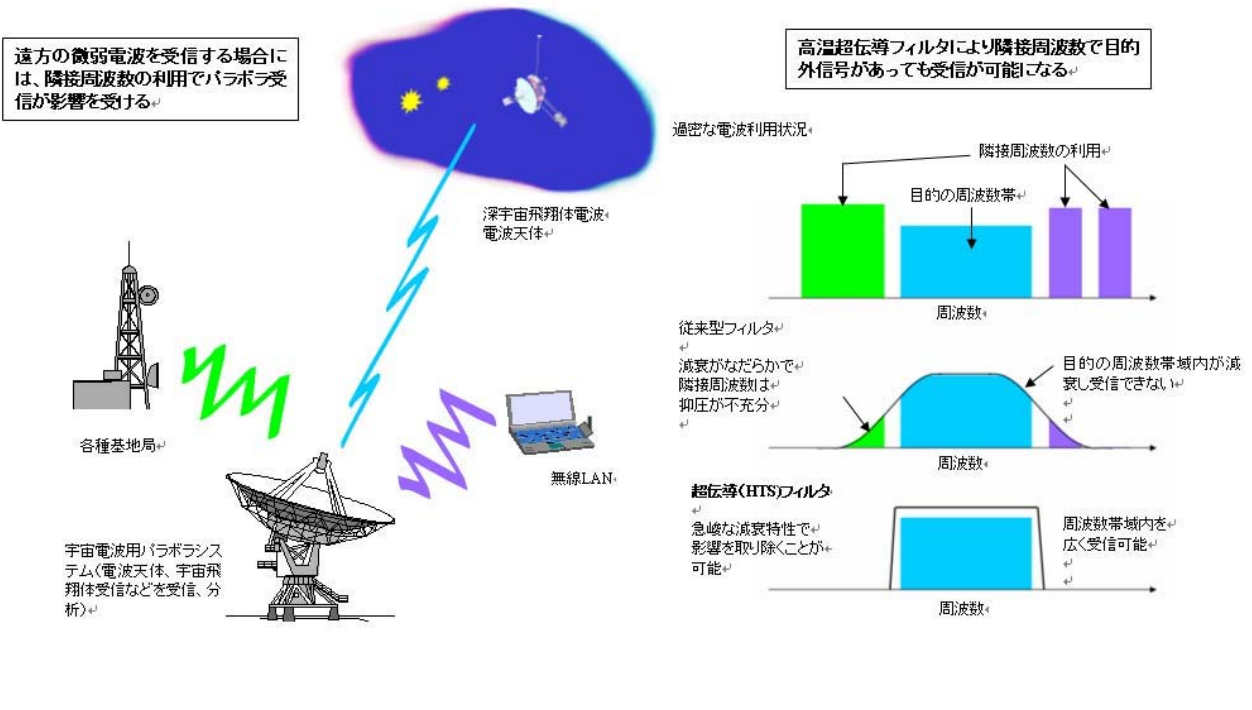 遠方の微弱電波を受信する場合に
は、隣接周波数の利用でパラボラ受
信が影響を受ける↵
深宇宙飛翔体電波↵
電波天体↵
各種基地局↵
無線LAN↵
宇宙電波用パラボラシス
テム(電波天体、宇宙飛
翔体受信などを受信、分
析)↵
高温超伝導フィルタにより隣接周波数で目的
外信号があっても受信が可能になる↵
過密な電波利用状況↵
隣接周波数の利用↵
目的の周波数帯↵
周波数↵
従来型フィルタ↵
↵
減衰がなだらかで↵
隣接周波数は↵
抑圧が不充分↵
↵
目的の周波数帯域内が減
衰し受信できない↵
↵
↵
周波数↵
超伝導(HTS)フィルタ↵
↵
急峻な減衰特性で↵
影響を取り除くことが↵
可能↵
周波数帯域内を↵
広く受信可能↵
↵
↵
周波数↵